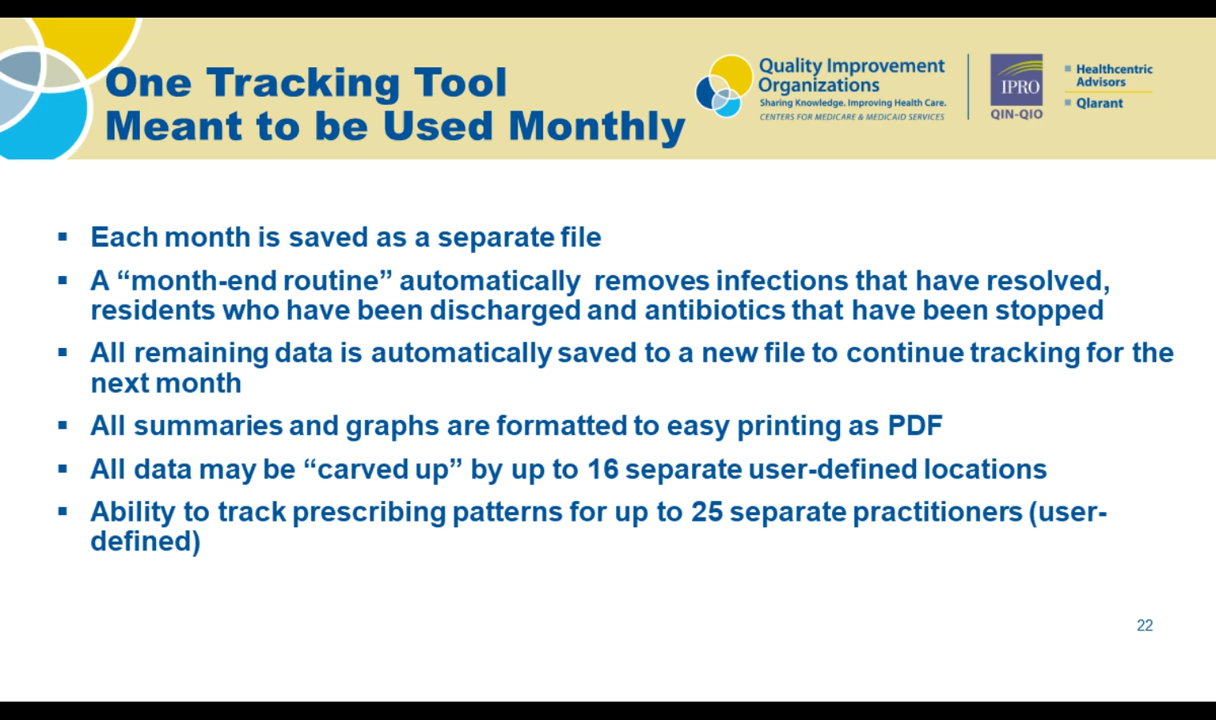 One Tracking Tool
Meant to be Used Monthly
Quality Improvement
Organizations
Sharing Knowledge. Improving Health Care.
CENTERS FOR MEDICARE & MEDICAID SERVICES
IPRO
QIN-QIO
Healthcentric
Advisors
Qlarant
▪ Each month is saved as a separate file
▪ A “month-end routine” automatically removes infections that have resolved,
residents who have been discharged and antibiotics that have been stopped
▪ All remaining data is automatically saved to a new file to continue tracking for the
next month
▪ All summaries and graphs are formatted to easy printing as PDF
▪ All data may be “carved up” by up to 16 separate user-defined locations
▪ Ability to track prescribing patterns for up to 25 separate practitioners (user-
defined)
22